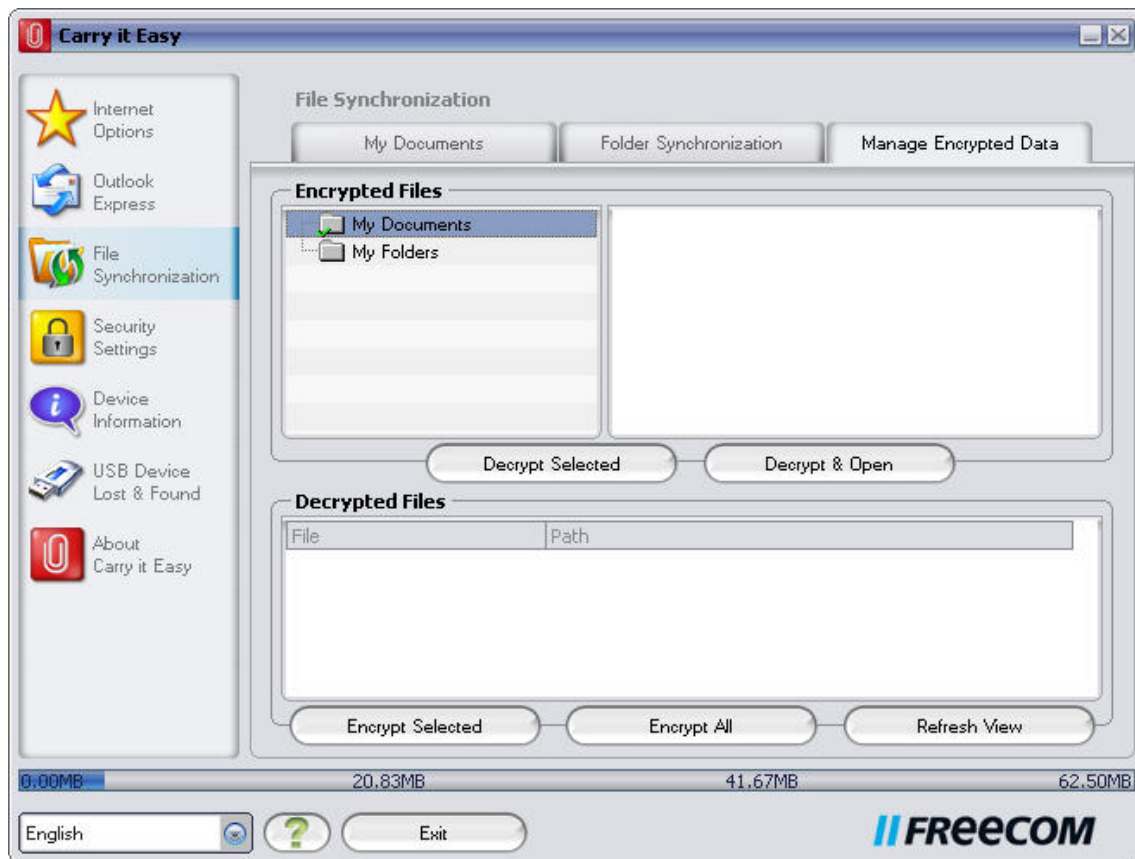 Carry it Easy
Internet
Options
Outlook
Express
File
Synchronization
Security
Settings
Device
Information
USB Device
Lost & Found
About
Carry it Easy
File Synchronization
My Documents
Folder Synchronization
Manage Encrypted Data
Encrypted Files
My Documents
My Folders
Decrypt Selected
Decrypt & Open
Decrypted Files
File
Path
Encrypt Selected
Encrypt All
Refresh View
0.00MB
20.83MB
41.67MB
62.50MB
English
?
Exit
FREECOM